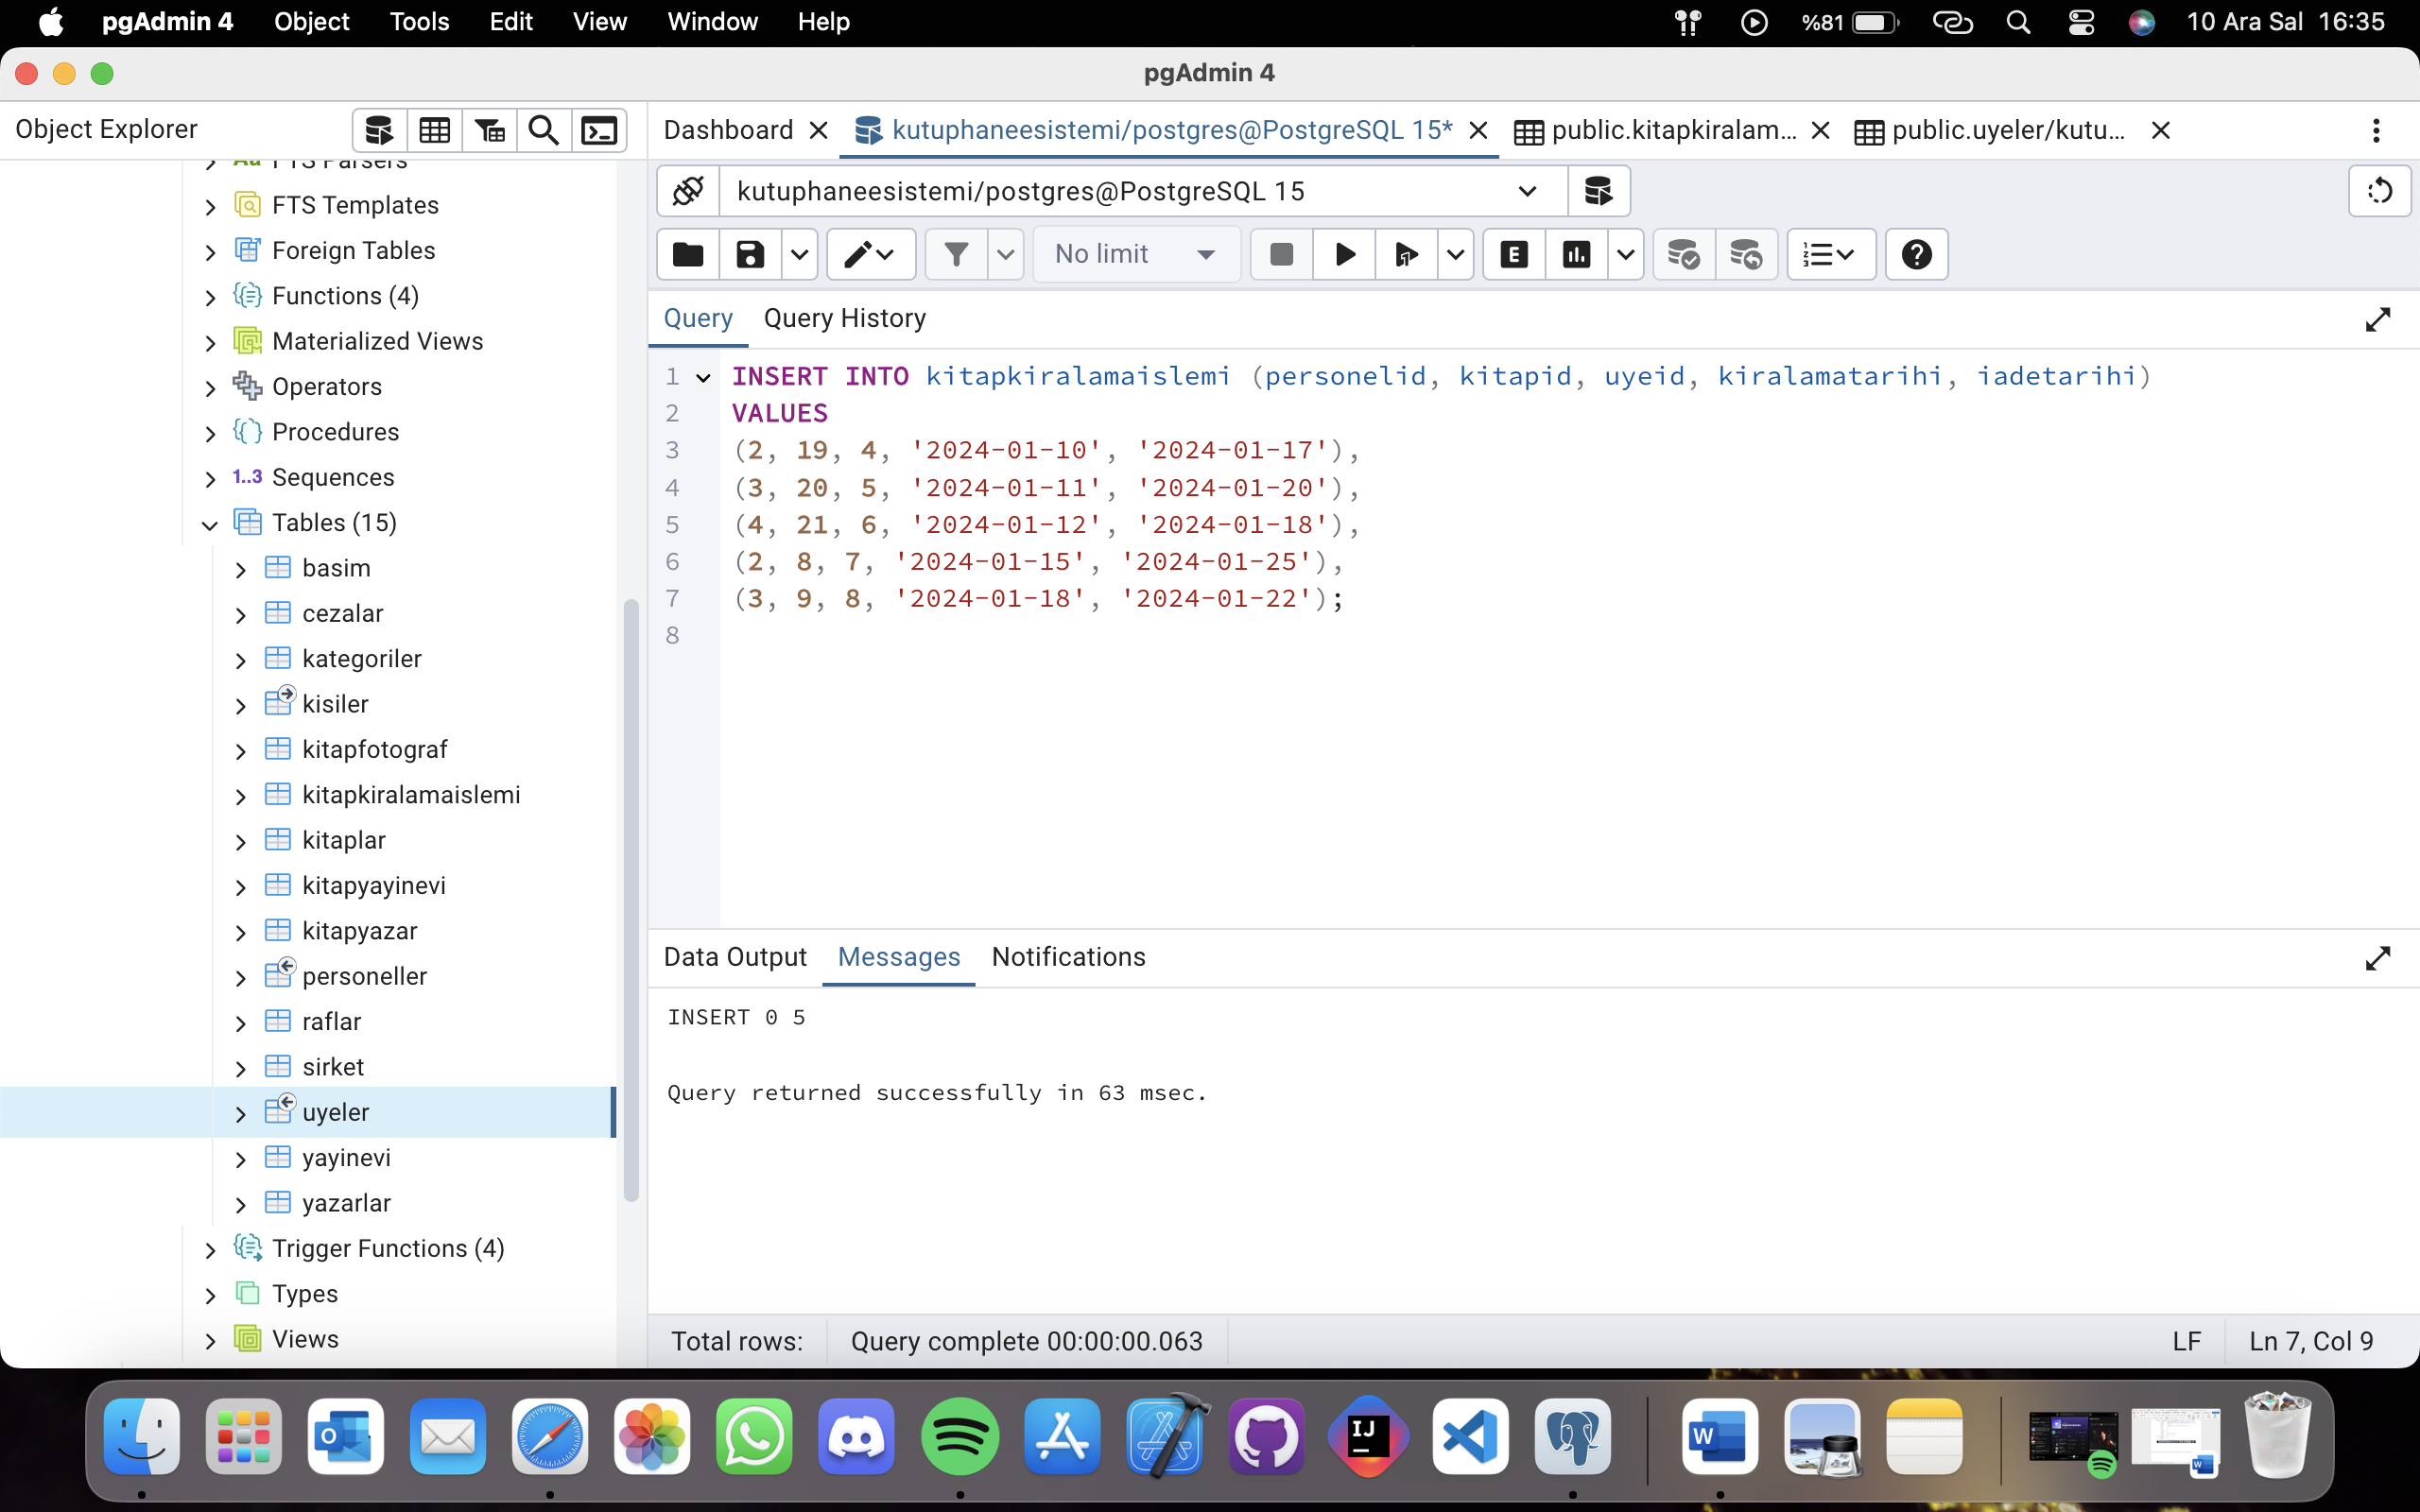 pgAdmin 4 Object Tools Edit View Window Help %81 10 Ara Sal 16:35
pgAdmin 4
Object Explorer
Dashboard kutuphaneesistemi/postgres@PostgreSQL 15* public.kitapkiralam... public.uyeler/kutu...
kutuphaneesistemi/postgres@PostgreSQL 15
No limit
E
Query Query History
1 INSERT INTO kitapkiralamaislemi (personelid, kitapid, uyeid, kiralamatarihi, iadetarihi)
2 VALUES
3 (2, 19, 4, '2024-01-10', '2024-01-17'),
4 (3, 20, 5, '2024-01-11', '2024-01-20'),
5 (4, 21, 6, '2024-01-12', '2024-01-18'),
6 (2, 8, 7, '2024-01-15', '2024-01-25'),
7 (3, 9, 8, '2024-01-18', '2024-01-22');
8
FTS Parsers
FTS Templates
Foreign Tables
Functions (4)
Materialized Views
Operators
Procedures
1..3 Sequences
Tables (15)
basim
cezalar
kategoriler
kisiler
kitapfotograf
kitapkiralamaislemi
kitaplar
kitapyayinevi
kitapyazar
personeller
raflar
sirket
uyeler
yayinevi
yazarlar
Trigger Functions (4)
Types
Views
Data Output Messages Notifications
INSERT 0 5
Query returned successfully in 63 msec.
Total rows: Query complete 00:00:00.063 LF Ln 7, Col 9
IJ
W